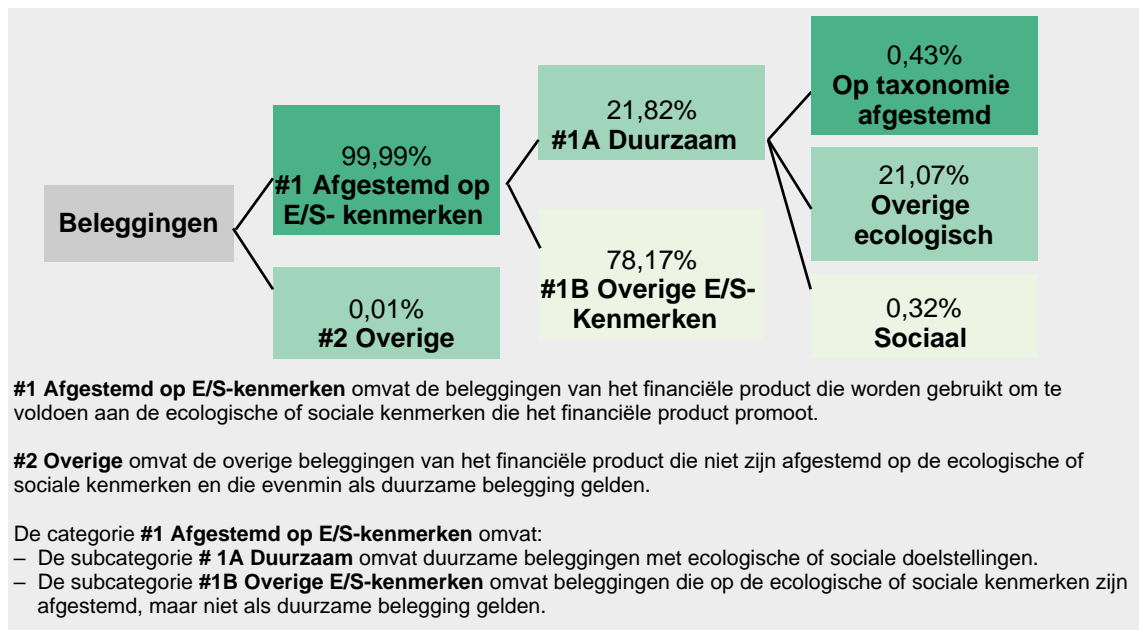 Beleggingen
99,99%
#1 Afgestemd op
E/S- kenmerken
0,01%
#2 Overige
21,82%
#1A Duurzaam
78,17%
#1B Overige E/S-
Kenmerken
0,43%
Op taxonomie
afgestemd
21,07%
Overige
ecologisch
0,32%
Sociaal
#1 Afgestemd op E/S-kenmerken omvat de beleggingen van het financiële product die worden gebruikt om te
voldoen aan de ecologische of sociale kenmerken die het financiële product promoot.
#2 Overige omvat de overige beleggingen van het financiële product die niet zijn afgestemd op de ecologische of
sociale kenmerken en die evenmin als duurzame belegging gelden.
De categorie #1 Afgestemd op E/S-kenmerken omvat:
– De subcategorie # 1A Duurzaam omvat duurzame beleggingen met ecologische of sociale doelstellingen.
– De subcategorie #1B Overige E/S-kenmerken omvat beleggingen die op de ecologische of sociale kenmerken zijn
afgestemd, maar niet als duurzame belegging gelden.